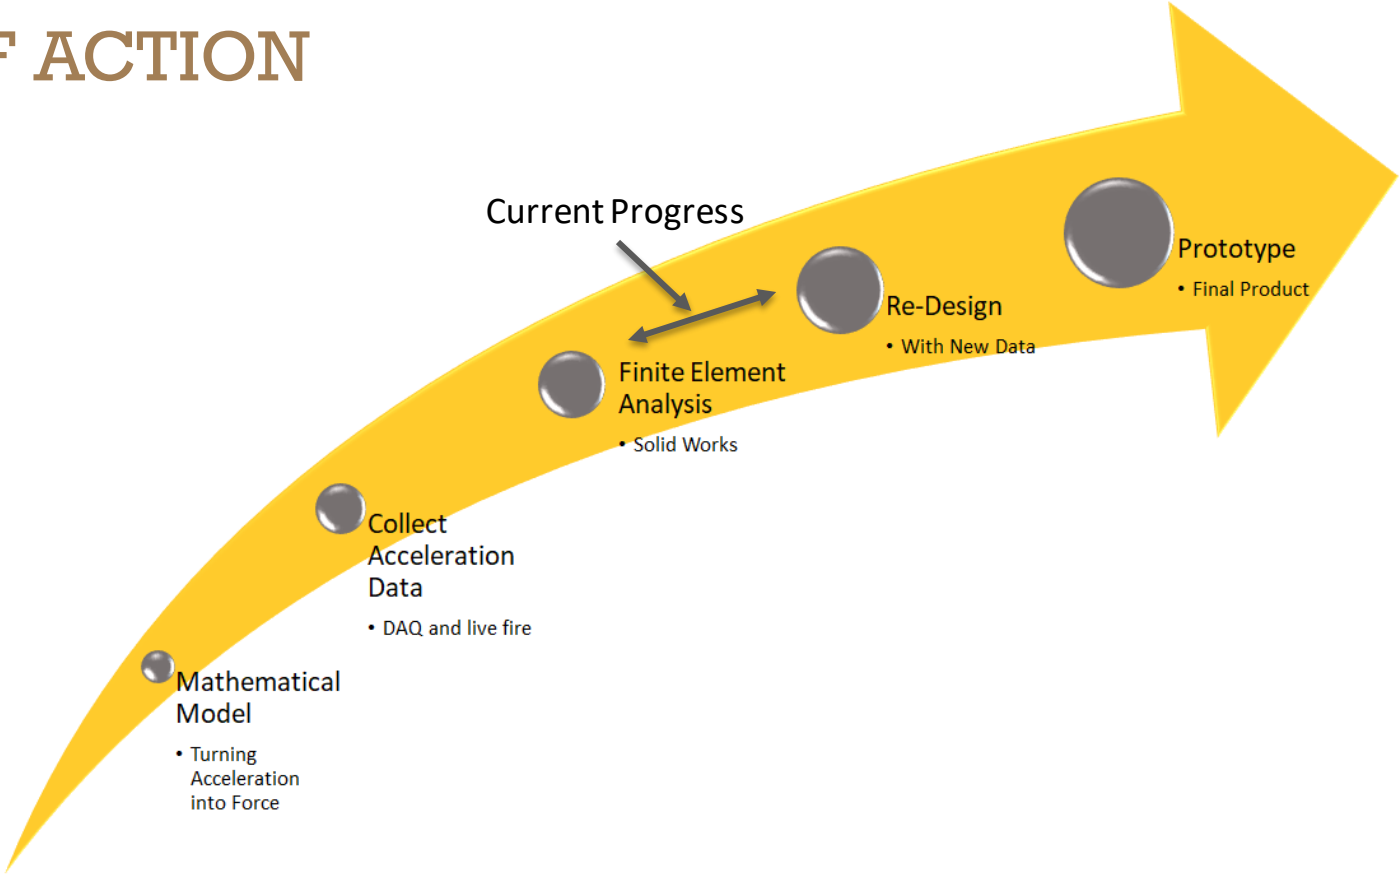 F ACTION
Current Progress
Mathematical
Model
• Turning
Acceleration
into Force
Collect
Acceleration
Data
• DAQ and live fire
Finite Element
Analysis
• Solid Works
Re-Design
• With New Data
Prototype
• Final Product